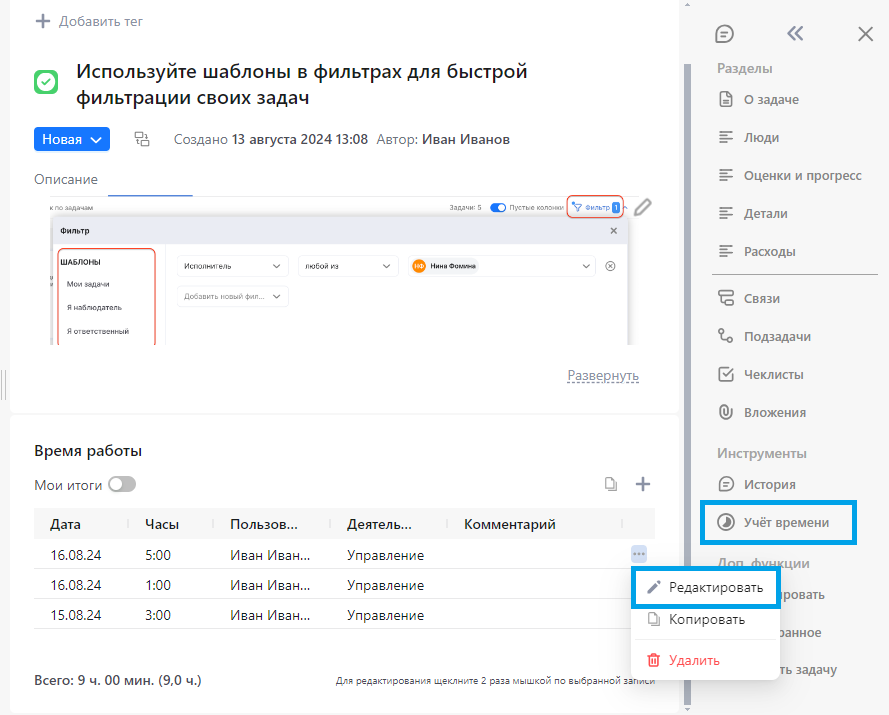 Добавить тег
Используйте шаблоны в фильтрах для быстрой
фильтрации своих задач
Новая
Создано 13 августа 2024 13:08 Автор: Иван Иванов
Описание
к по задачам Задачи: 5 Пустые колонки Фильтр 1
Фильтр
ШАБЛОНЫ
Мои задачи
Я наблюдатель
Я ответственный
Исполнитель любой из НФ Нина Фомина
Добавить новый фил...
Развернуть
Время работы
Мои итоги
Дата Часы Пользов... Деятель... Комментарий
16.08.24 5:00 Иван Иван... Управление
16.08.24 1:00 Иван Иван... Управление
15.08.24 3:00 Иван Иван... Управление
Всего: 9 ч. 00 мин. (9,0 ч.)
Для редактирования щеклните 2 раза мышкой по выбранной записи
Редактировать
Копировать
Удалить
Разделы
О задаче
Люди
Оценки и прогресс
Детали
Расходы
Связи
Подзадачи
Чеклисты
Вложения
Инструменты
История
Учёт времени
Доп. функции
ировать
ранное
ть задачу